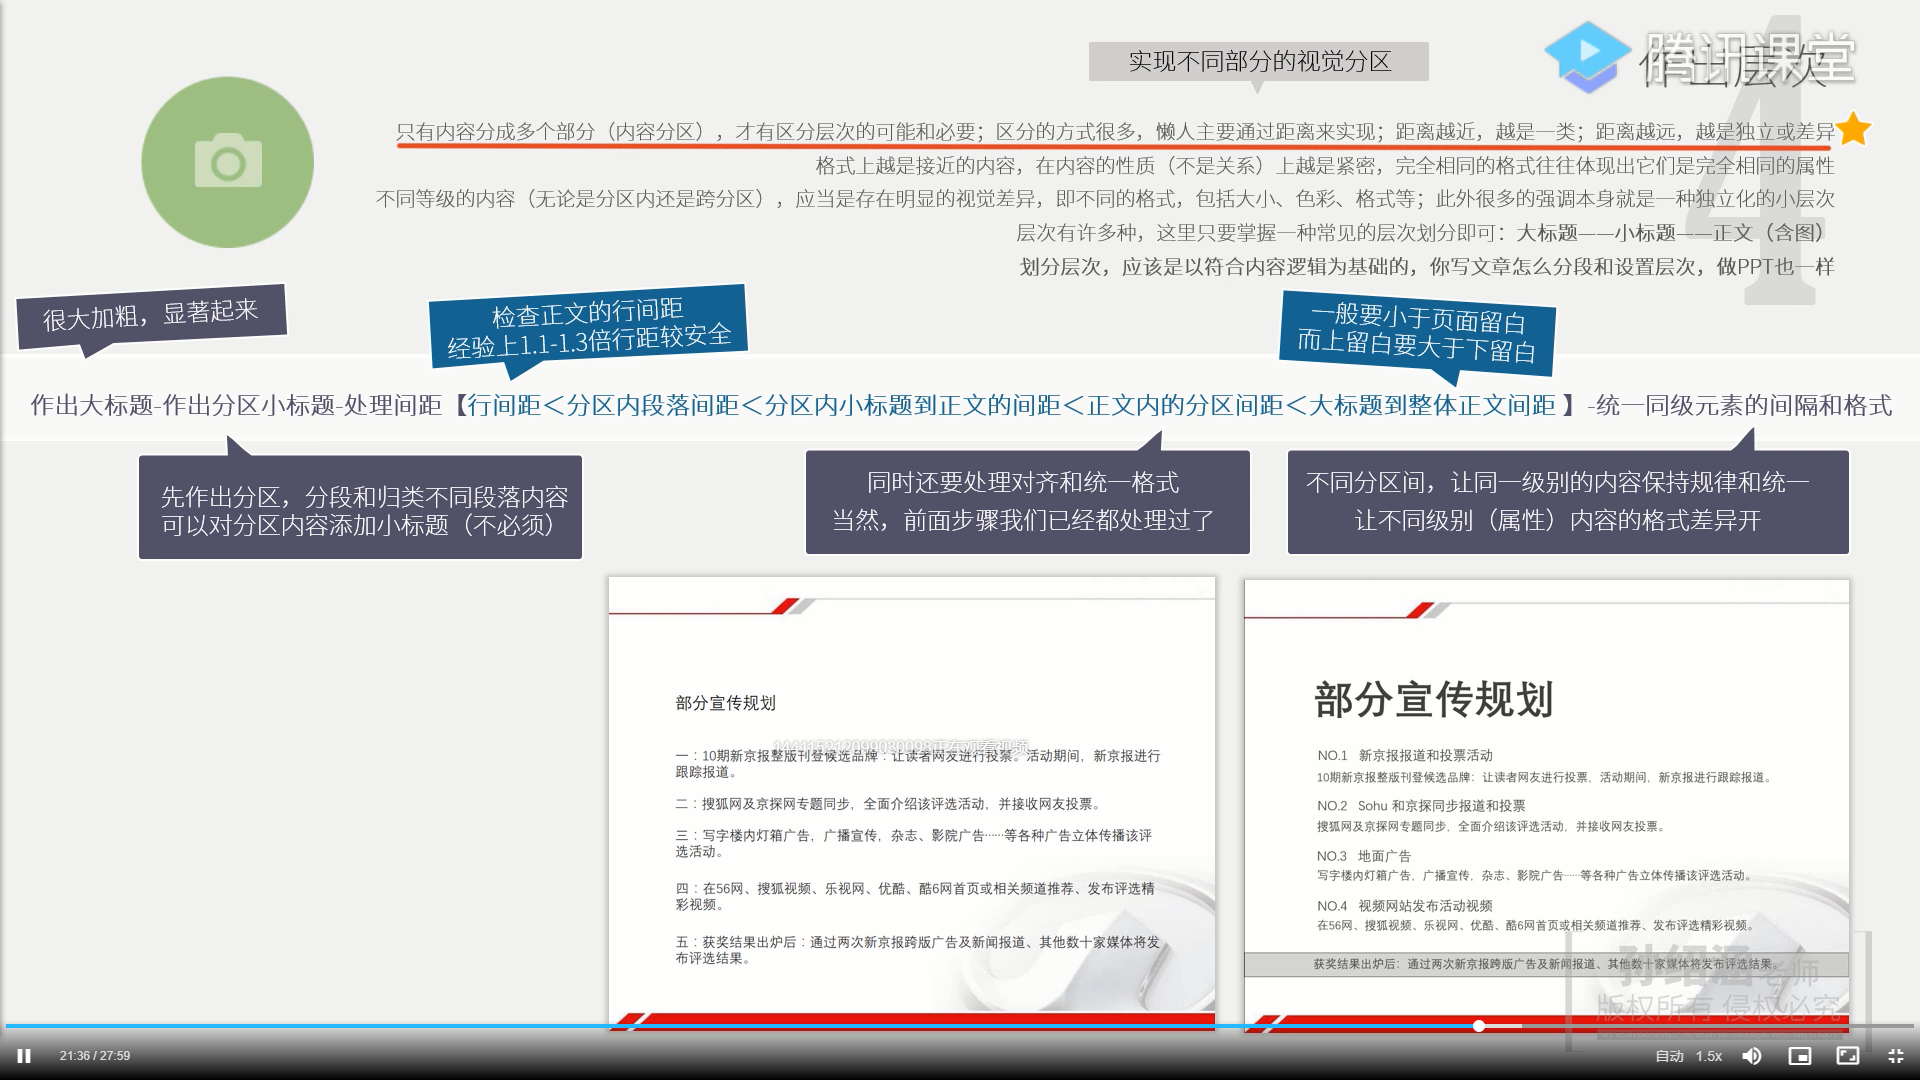 实现不同部分的视觉分区
腾讯课堂
作出层次
4
只有内容分成多个部分（内容分区），才有区分层次的可能和必要；区分的方式很多，懒人主要通过距离来实现；距离越近，越是一类；距离越远，越是独立或差异
格式上越是接近的内容，在内容的性质（不是关系）上越是紧密，完全相同的格式往往体现出它们是完全相同的属性
不同等级的内容（无论是分区内还是跨分区），应当是存在明显的视觉差异，即不同的格式，包括大小、色彩、格式等；此外很多的强调本身就是一种独立化的小层次
层次有许多种，这里只要掌握一种常见的层次划分即可：大标题——小标题——正文（含图）
划分层次，应该是以符合内容逻辑为基础的，你写文章怎么分段和设置层次，做PPT也一样
很大加粗，显著起来
检查正文的行间距
经验上1.1-1.3倍行距较安全
一般要小于页面留白
而上留白要大于下留白
作出大标题-作出分区小标题-处理间距【行间距＜分区内段落间距＜分区内小标题到正文的间距＜正文内的分区间距＜大标题到整体正文间距】-统一同级元素的间隔和格式
先作出分区，分段和归类不同段落内容
可以对分区内容添加小标题（不必须）
同时还要处理对齐和统一格式
当然，前面步骤我们已经都处理过了
不同分区间，让同一级别的内容保持规律和统一
让不同级别（属性）内容的格式差异开
部分宣传规划
144115212099030098正在观看视频
一：10期新京报整版刊登候选品牌：让读者网友进行投票。活动期间，新京报进行
跟踪报道。
二：搜狐网及京探网专题同步，全面介绍该评选活动，并接收网友投票。
三：写字楼内灯箱广告，广播宣传，杂志、影院广告……等各种广告立体传播该评
选活动。
四：在56网、搜狐视频、乐视网、优酷、酷6网首页或相关频道推荐、发布评选精
彩视频。
五：获奖结果出炉后：通过两次新京报跨版广告及新闻报道、其他数十家媒体将发
布评选结果。
部分宣传规划
NO.1 新京报报道和投票活动
10期新京报整版刊登候选品牌：让读者网友进行投票，活动期间，新京报进行跟踪报道。
NO.2 Sohu 和京探同步报道和投票
搜狐网及京探网专题同步，全面介绍该评选活动，并接收网友投票。
NO.3 地面广告
写字楼内灯箱广告，广播宣传，杂志、影院广告……等各种广告立体传播该评选活动。
NO.4 视频网站发布活动视频
在56网、搜狐视频、乐视网、优酷、酷6网首页或相关频道推荐、发布评选精彩视频。
获奖结果出炉后：通过两次新京报跨版广告及新闻报道、其他数十家媒体将发布评选结果。
孙绍涵老师
版权所有 侵权必究
21:36 / 27:59
自动 1.5x